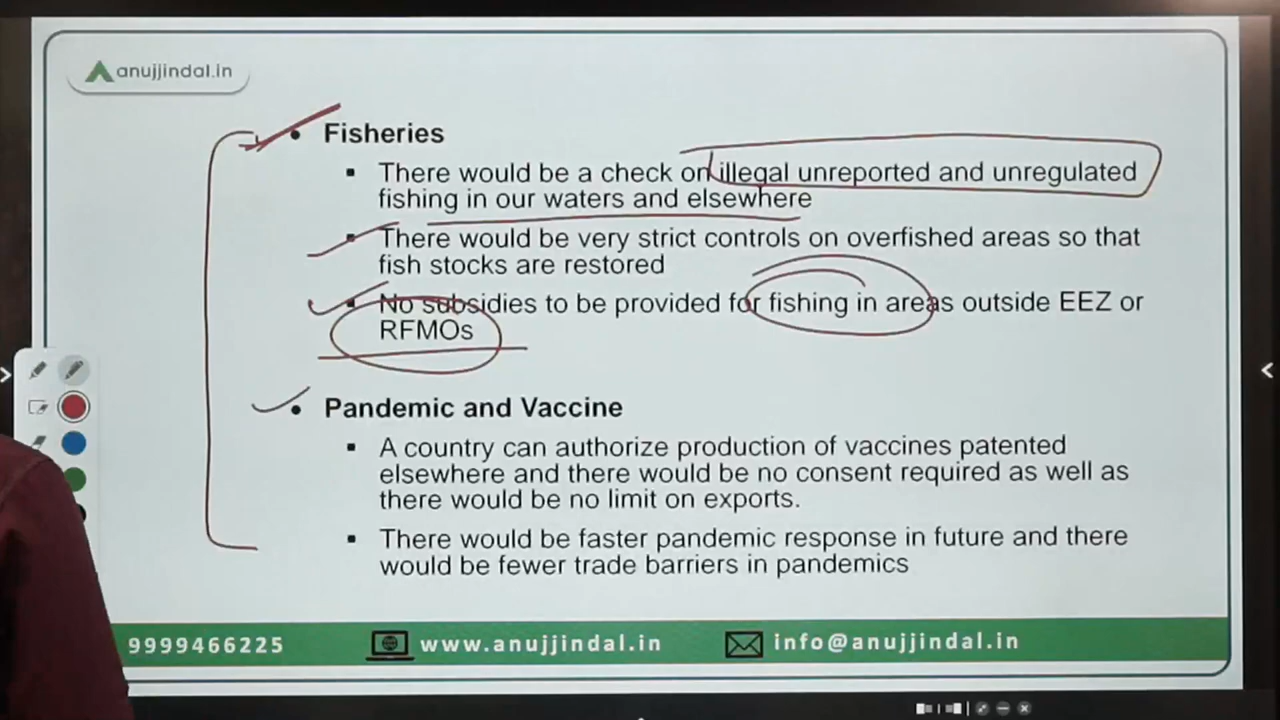 anujjindal.in
• Fisheries
▪ There would be a check on illegal unreported and unregulated
fishing in our waters and elsewhere
▪ There would be very strict controls on overfished areas so that
fish stocks are restored
▪ No subsidies to be provided for fishing in areas outside EEZ or
RFMOs
• Pandemic and Vaccine
▪ A country can authorize production of vaccines patented
elsewhere and there would be no consent required as well as
there would be no limit on exports.
▪ There would be faster pandemic response in future and there
would be fewer trade barriers in pandemics
9999466225 www.anujjindal.in info@anujjindal.in